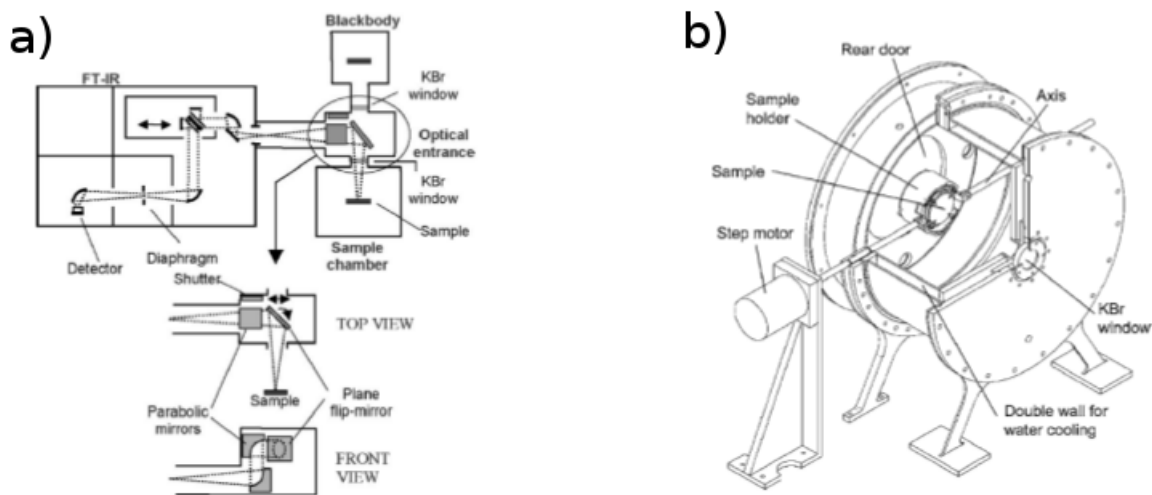 a)
Blackbody
FT-IR
KBr
window
Optical
entrance
KBr
window
Sample
Sample
chamber
Detector
Diaphragm
Shutter
TOP VIEW
Sample
Plane
flip-mirror
Parabolic
mirrors
FRONT
VIEW
b)
Rear door
Axis
Sample
holder
Sample
Step motor
KBr
window
Double wall for
water cooling